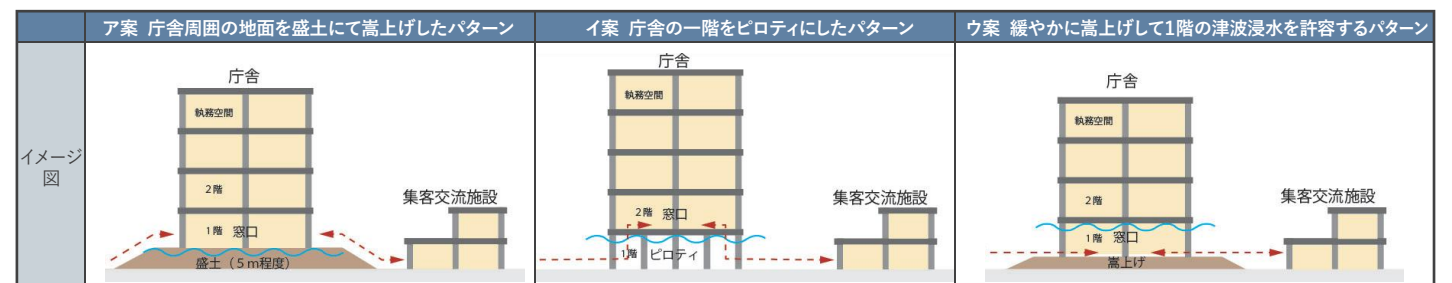 ア案 庁舎周囲の地面を盛土にて嵩上げしたパターン
イ案 庁舎の一階をピロティにしたパターン
ウ案 緩やかに嵩上げして1階の津波浸水を許容するパターン
イメージ
図
庁舎
執務空間
2階
1階 窓口
盛土(5m程度)
集客交流施設
庁舎
執務空間
2階 窓口
1階 ピロティ
集客交流施設
庁舎
執務空間
2階
1階 窓口
嵩上げ
集客交流施設